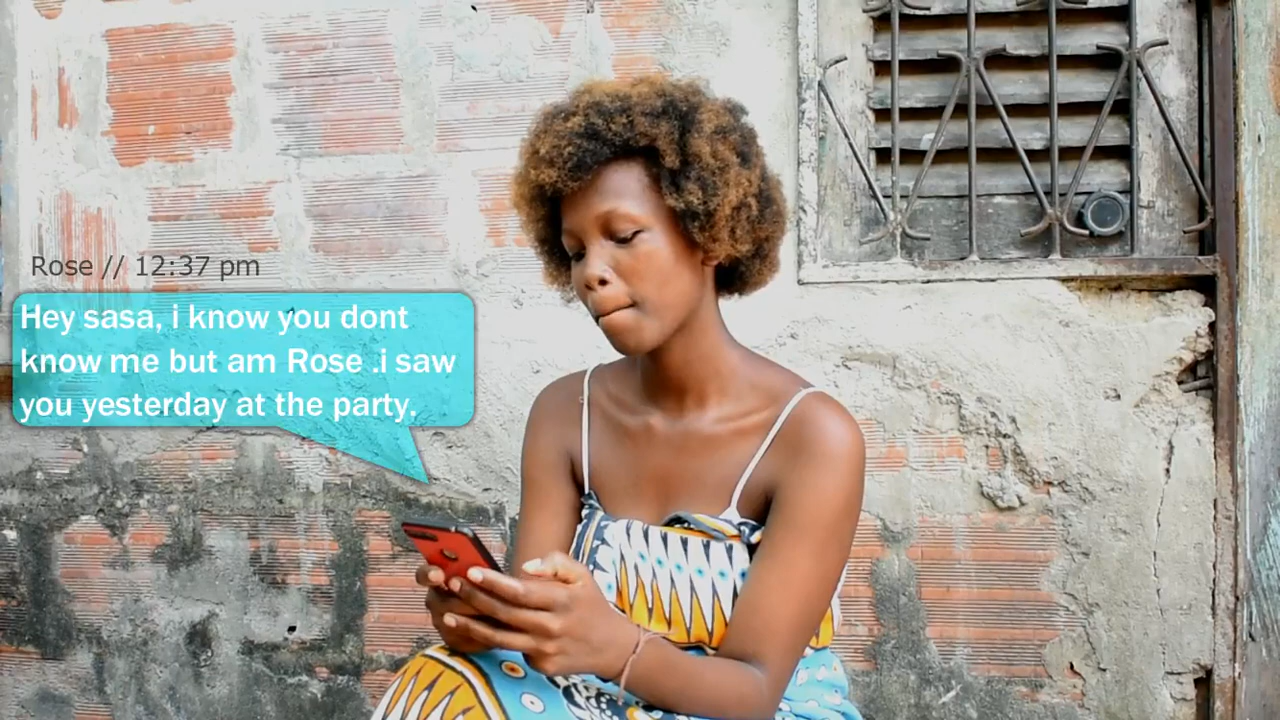 Rose // 12:37 pm
Hey sasa, i know you dont
know me but am Rose .i saw
you yesterday at the party.